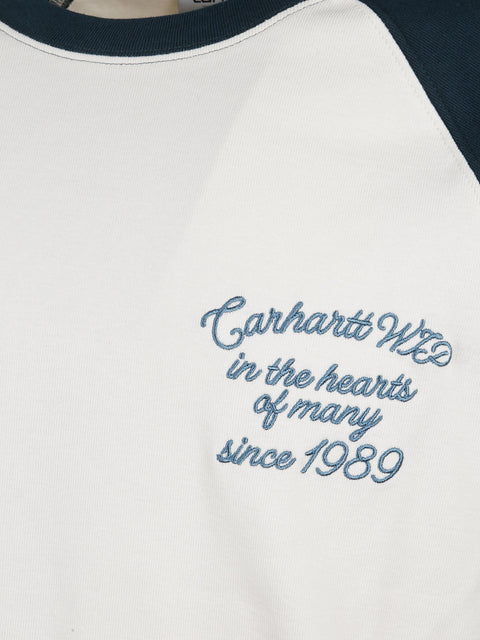 Carhartt WIP
in the hearts
of many
since 1989